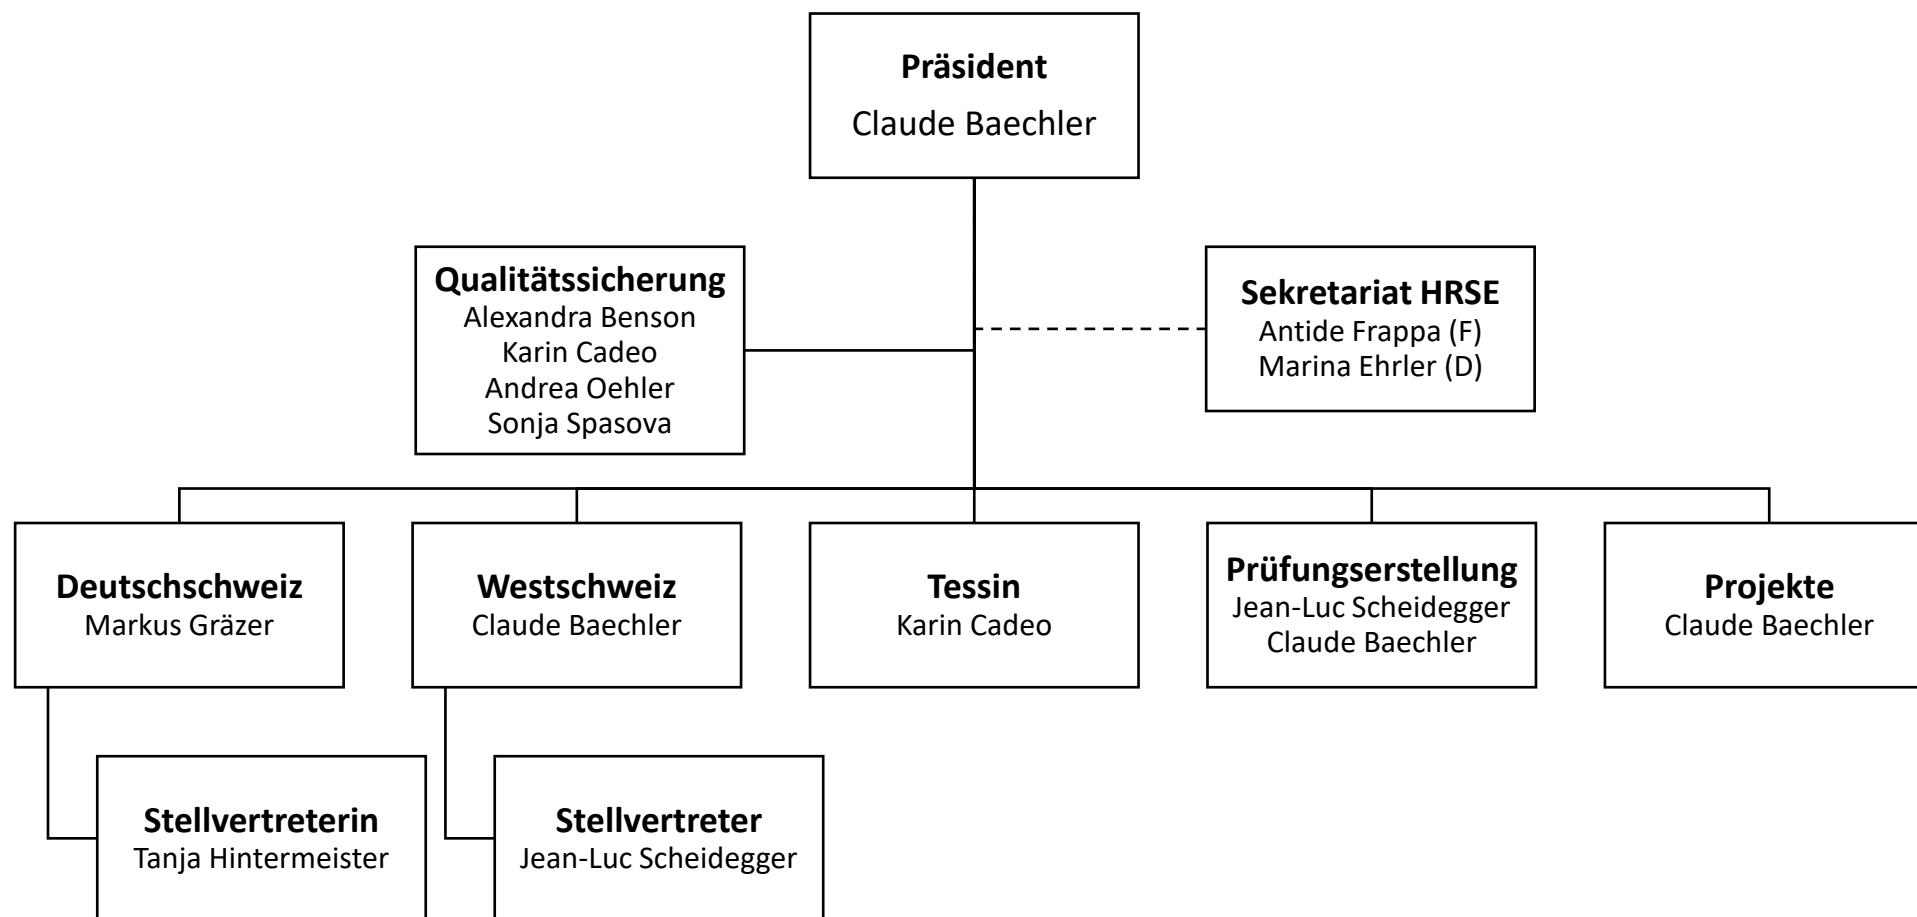 Präsident
Claude Baechler
Qualitätssicherung
Alexandra Benson
Karin Cadeo
Andrea Oehler
Sonja Spasova
Sekretariat HRSE
Antide Frappa (F)
Marina Ehrler (D)
Deutschschweiz
Markus Gräzer
Westschweiz
Claude Baechler
Tessin
Karin Cadeo
Prüfungserstellung
Jean-Luc Scheidegger
Claude Baechler
Projekte
Claude Baechler
Stellvertreterin
Tanja Hintermeister
Stellvertreter
Jean-Luc Scheidegger